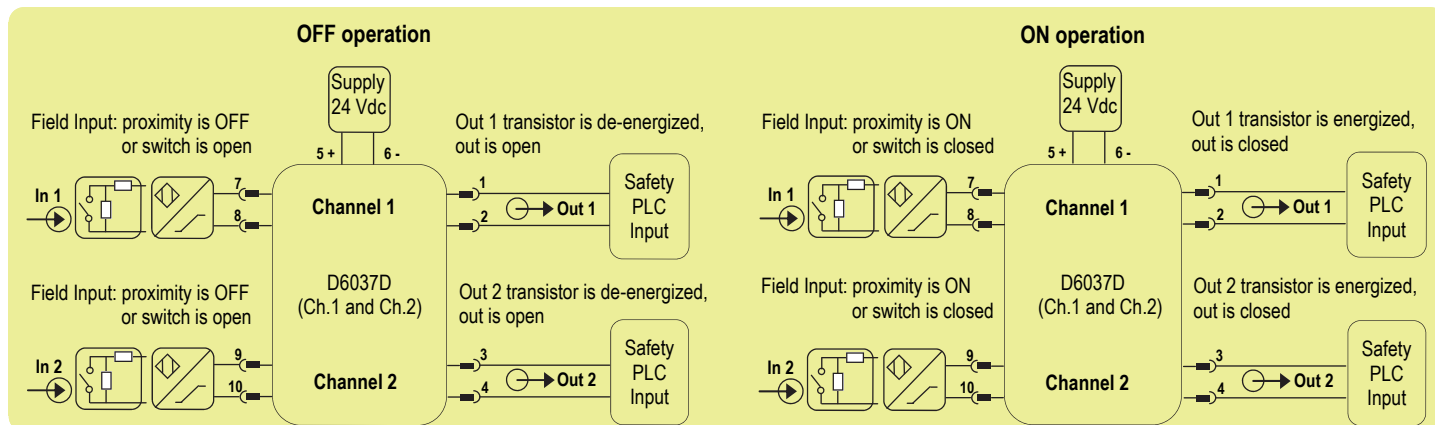 OFF operation
Supply
24 Vdc
5 +
6 -
Field Input: proximity is OFF
or switch is open
Out 1 transistor is de-energized,
out is open
In 1
7
8
Channel 1
1
2
Out 1
Safety
PLC
Input
D6037D
(Ch.1 and Ch.2)
Field Input: proximity is OFF
or switch is open
Out 2 transistor is de-energized,
out is open
In 2
9
10
Channel 2
3
4
Out 2
Safety
PLC
Input
ON operation
Supply
24 Vdc
5 +
6 -
Field Input: proximity is ON
or switch is closed
Out 1 transistor is energized,
out is closed
In 1
7
8
Channel 1
1
2
Out 1
Safety
PLC
Input
D6037D
(Ch.1 and Ch.2)
Field Input: proximity is ON
or switch is closed
Out 2 transistor is energized,
out is closed
In 2
9
10
Channel 2
3
4
Out 2
Safety
PLC
Input